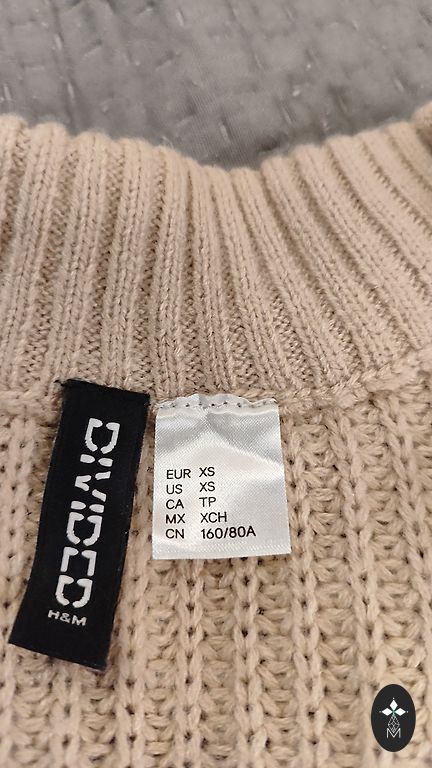 DIVIDED
H&M
EUR XS
US XS
CA TP
MX XCH
CN 160/80A
M